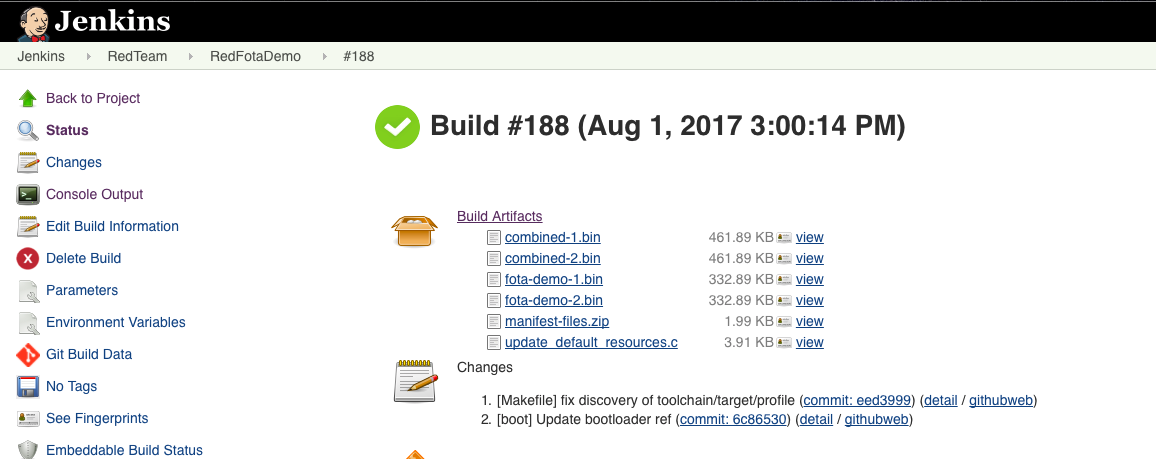 Jenkins
Jenkins RedTeam RedFotaDemo #188
Back to Project
Status
Changes
Console Output
Edit Build Information
Delete Build
Parameters
Environment Variables
Git Build Data
No Tags
See Fingerprints
Embeddable Build Status
Build #188 (Aug 1, 2017 3:00:14 PM)
Build Artifacts
combined-1.bin 461.89 KB view
combined-2.bin 461.89 KB view
fota-demo-1.bin 332.89 KB view
fota-demo-2.bin 332.89 KB view
manifest-files.zip 1.99 KB view
update_default_resources.c 3.91 KB view
Changes
1. [Makefile] fix discovery of toolchain/target/profile (commit: eed3999) (detail / githubweb)
2. [boot] Update bootloader ref (commit: 6c86530) (detail / githubweb)